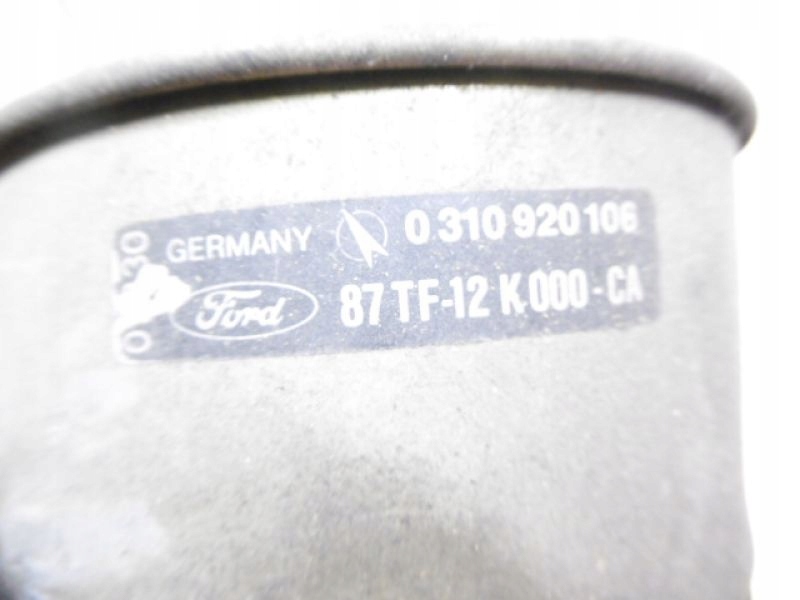 GERMANY 0 310 920 106
Ford 87 TF-12 K 000 - CA